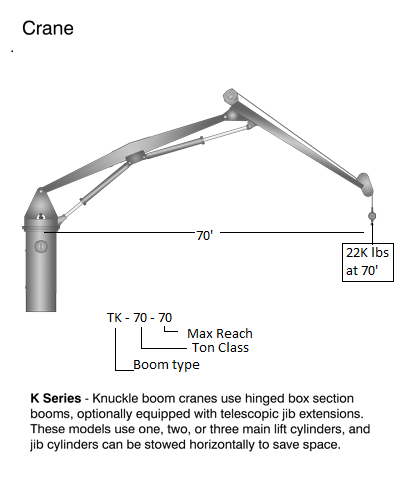 Crane
.
70'
22K lbs
at 70'
TK - 70 - 70
Max Reach
Ton Class
Boom type
K Series - Knuckle boom cranes use hinged box section
booms, optionally equipped with telescopic jib extensions.
These models use one, two, or three main lift cylinders, and
jib cylinders can be stowed horizontally to save space.